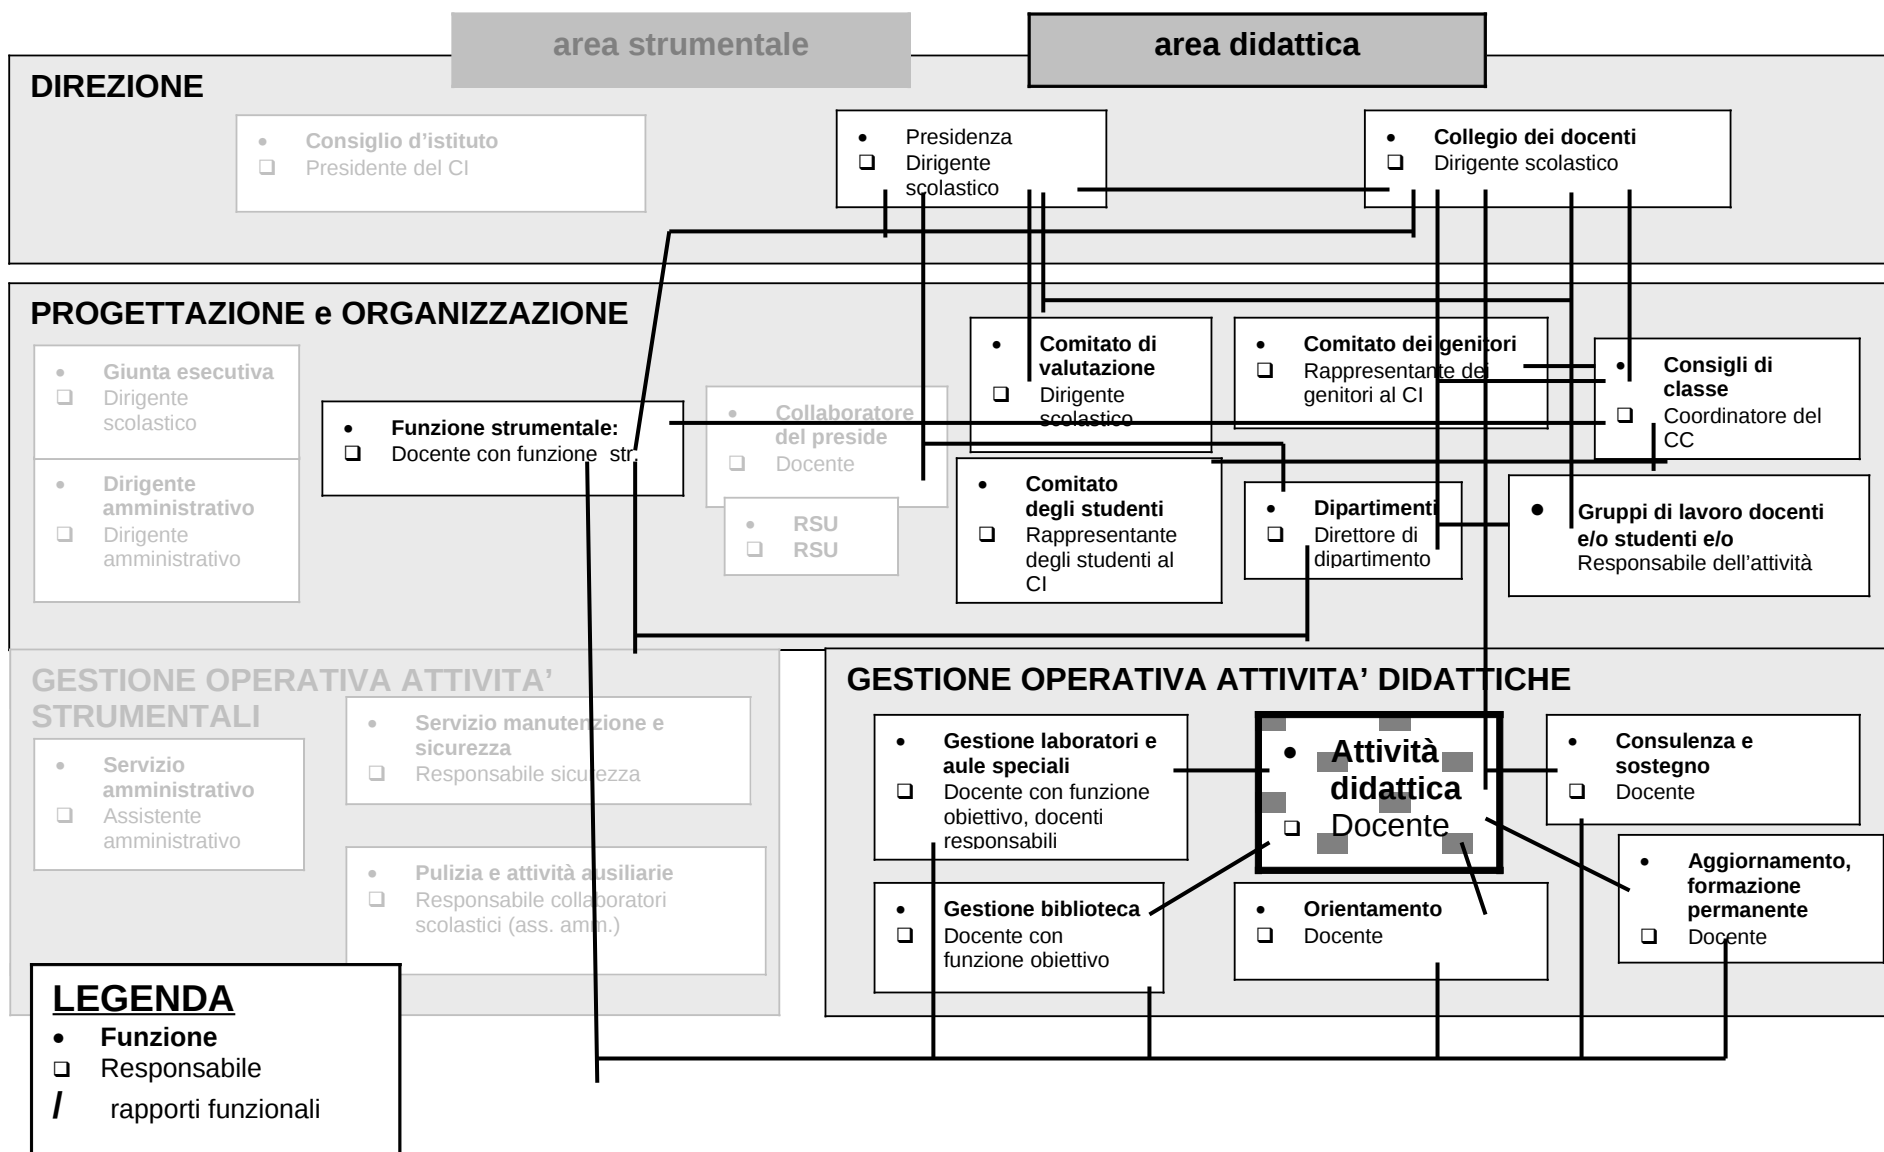 area strumentale
area didattica
DIREZIONE
• Consiglio d'istituto
❑ Presidente del CI
• Presidenza
❑ Dirigente
scolastico
• Collegio dei docenti
❑ Dirigente scolastico
PROGETTAZIONE e ORGANIZZAZIONE
• Giunta esecutiva
❑ Dirigente
scolastico
• Dirigente
amministrativo
❑ Dirigente
amministrativo
• Funzione strumentale:
❑ Docente con funzione str.
• Collaboratore
del preside
❑ Docente
• RSU
❑ RSU
• Comitato di
valutazione
❑ Dirigente
scolastico
• Comitato dei genitori
❑ Rappresentante dei
genitori al CI
• Consigli di
classe
❑ Coordinatore del
CC
• Comitato
degli studenti
❑ Rappresentante
degli studenti al
CI
• Dipartimenti
❑ Direttore di
dipartimento
• Gruppi di lavoro docenti
e/o studenti e/o
Responsabile dell'attività
GESTIONE OPERATIVA ATTIVITA'
STRUMENTALI
• Servizio
amministrativo
❑ Assistente
amministrativo
• Servizio manutenzione e
sicurezza
❑ Responsabile sicurezza
• Pulizia e attività ausiliarie
❑ Responsabile collaboratori
scolastici (ass. amm.)
GESTIONE OPERATIVA ATTIVITA' DIDATTICHE
• Gestione laboratori e
aule speciali
❑ Docente con funzione
obiettivo, docenti
responsabili
• Attività
didattica
❑ Docente
• Consulenza e
sostegno
❑ Docente
• Gestione biblioteca
❑ Docente con
funzione obiettivo
• Orientamento
❑ Docente
• Aggiornamento,
formazione
permanente
❑ Docente
LEGENDA
• Funzione
❑ Responsabile
/ rapporti funzionali